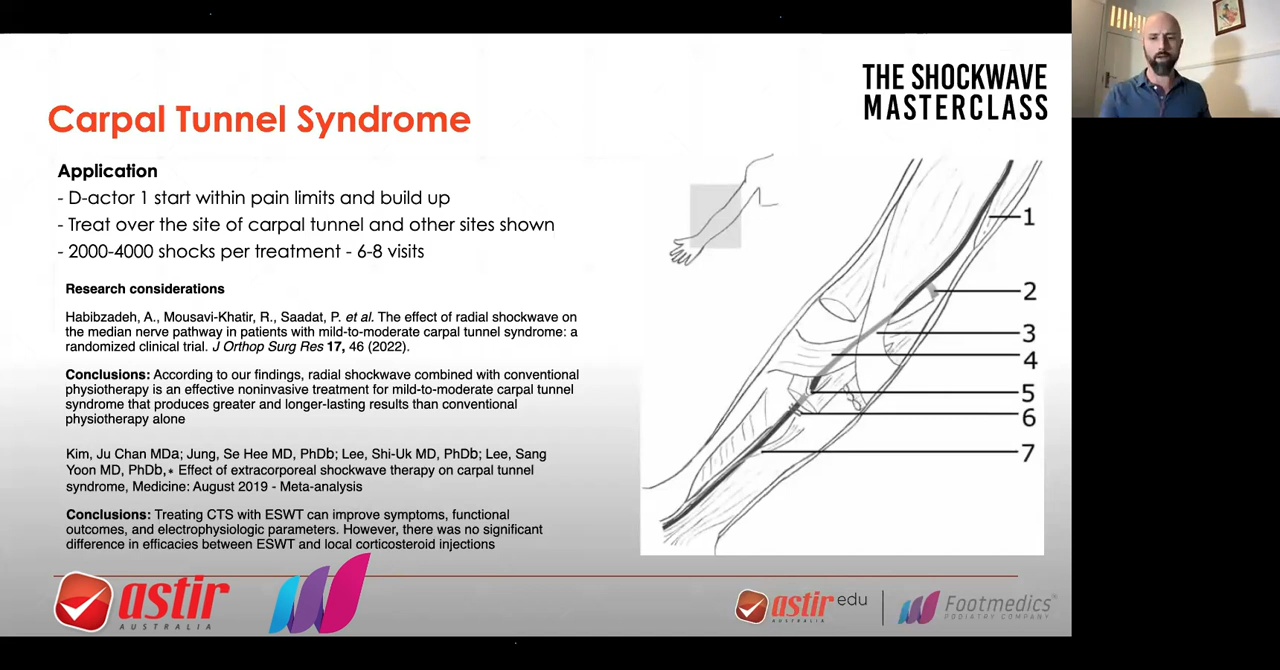 THE SHOCKWAVE
MASTERCLASS
Carpal Tunnel Syndrome
Application
- D-actor 1 start within pain limits and build up
- Treat over the site of carpal tunnel and other sites shown
- 2000-4000 shocks per treatment - 6-8 visits
Research considerations
Habibzadeh, A., Mousavi-Khatir, R., Saadat, P. et al. The effect of radial shockwave on
the median nerve pathway in patients with mild-to-moderate carpal tunnel syndrome: a
randomized clinical trial. J Orthop Surg Res 17, 46 (2022).
Conclusions: According to our findings, radial shockwave combined with conventional
physiotherapy is an effective noninvasive treatment for mild-to-moderate carpal tunnel
syndrome that produces greater and longer-lasting results than conventional
physiotherapy alone
Kim, Ju Chan MDa; Jung, Se Hee MD, PhDb; Lee, Shi-Uk MD, PhDb; Lee, Sang
Yoon MD, PhDb,* Effect of extracorporeal shockwave therapy on carpal tunnel
syndrome, Medicine: August 2019 - Meta-analysis
Conclusions: Treating CTS with ESWT can improve symptoms, functional
outcomes, and electrophysiologic parameters. However, there was no significant
difference in efficacies between ESWT and local corticosteroid injections
1
2
3
4
5
6
7
astir
AUSTRALIA
astir edu
AUSTRALIA
Footmedics
PODIATRY COMPANY